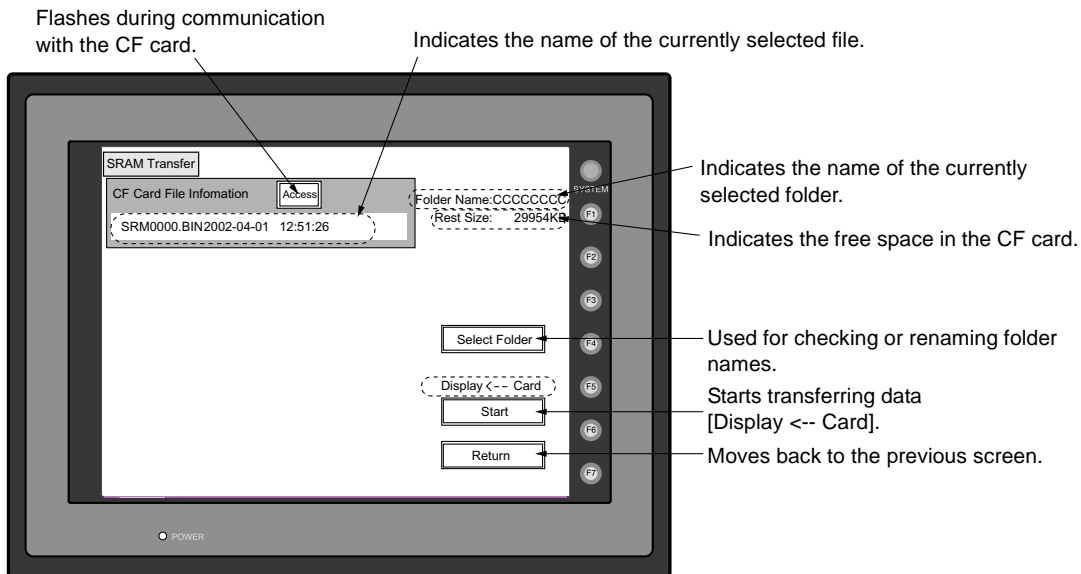 Flashes during communication
with the CF card.
Indicates the name of the currently selected file.
SRAM Transfer
CF Card File Infomation
Access
Folder Name:CCCCCCCC
Rest Size: 29954KB
SRM0000.BIN2002-04-01 12:51:26
SYSTEM
F1
F2
F3
F4
F5
F6
F7
Indicates the name of the currently
selected folder.
Indicates the free space in the CF card.
Select Folder
Used for checking or renaming folder
names.
Display <-- Card
Start
Starts transferring data
[Display <-- Card].
Return
Moves back to the previous screen.
POWER